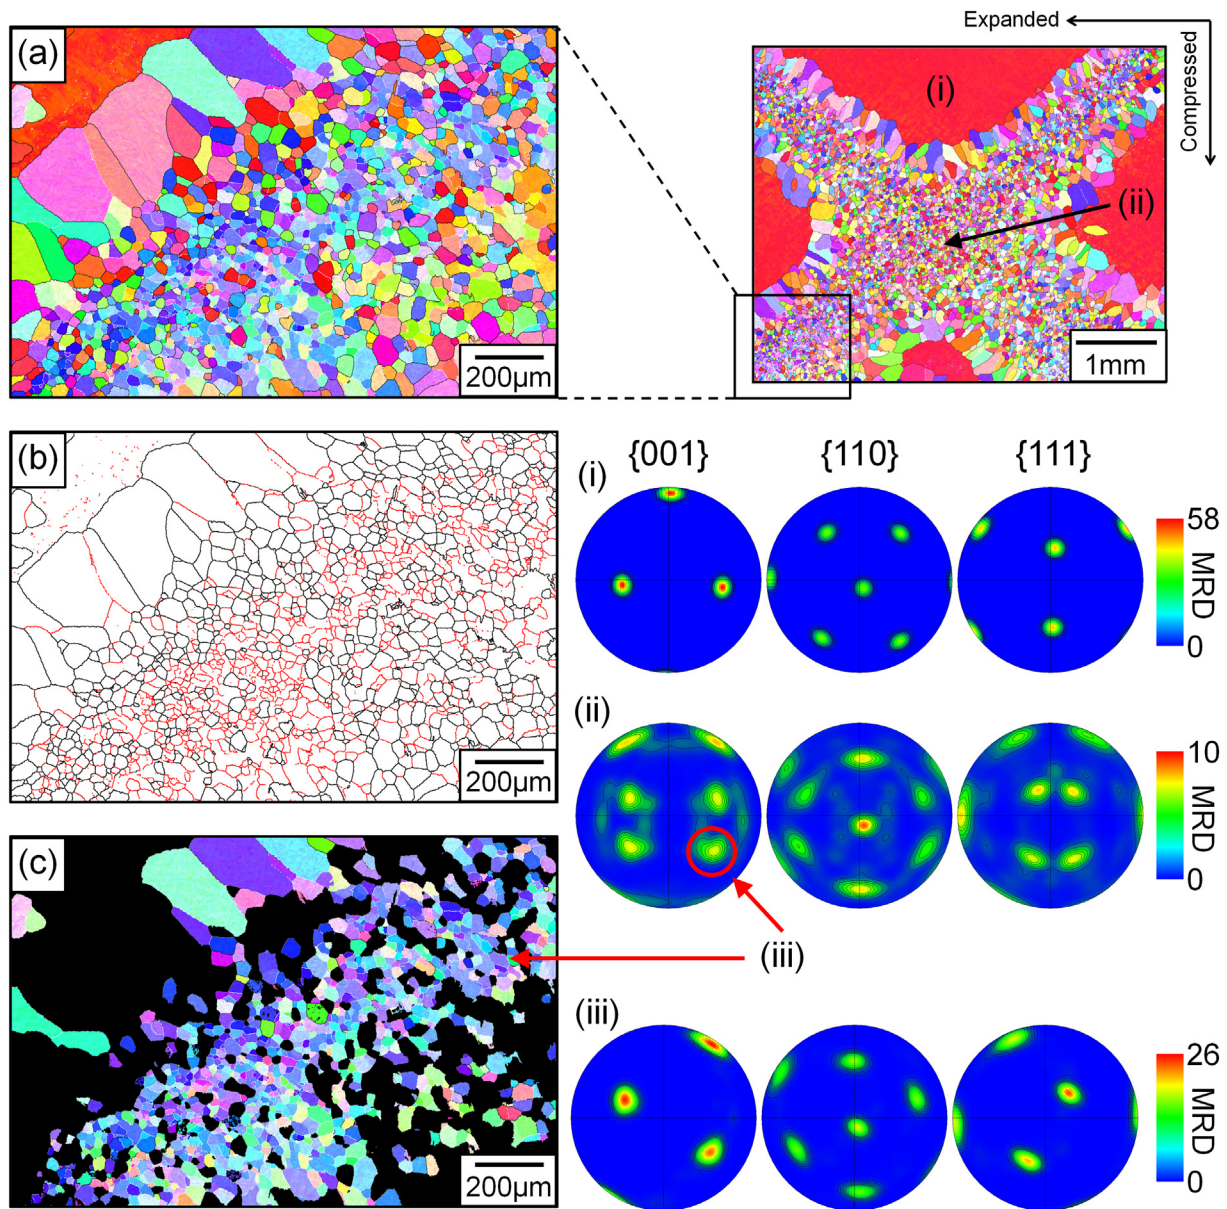 (a)
200μm
Expanded
Compressed
(i)
(ii)
1mm
(b)
200μm
{001} {110} {111}
(i)
58
MRD
0
(ii)
10
MRD
0
(c)
200μm
(iii)
(iii)
26
MRD
0